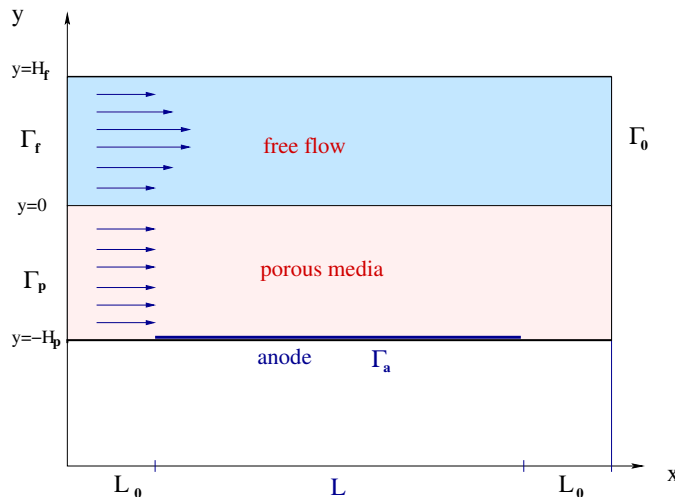 y
y=H_f
Γ_f
free flow
Γ_0
y=0
Γ_p
porous media
y=−H_p
anode
Γ_a
L_0
L
L_0
x